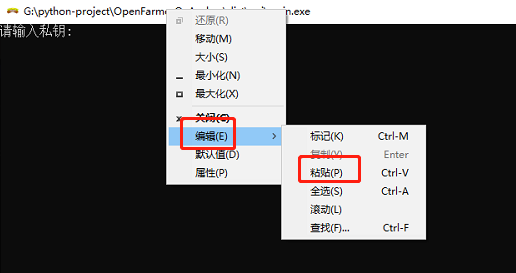 G:\python-project\OpenFarmer
in.exe
请输入私钥:
还原(R)
移动(M)
大小(S)
最小化(N)
最大化(X)
关闭(C)
编辑(E)
默认值(D)
属性(P)
标记(K) Ctrl-M
复制(Y) Enter
粘贴(P) Ctrl-V
全选(S) Ctrl-A
滚动(L)
查找(F)... Ctrl-F